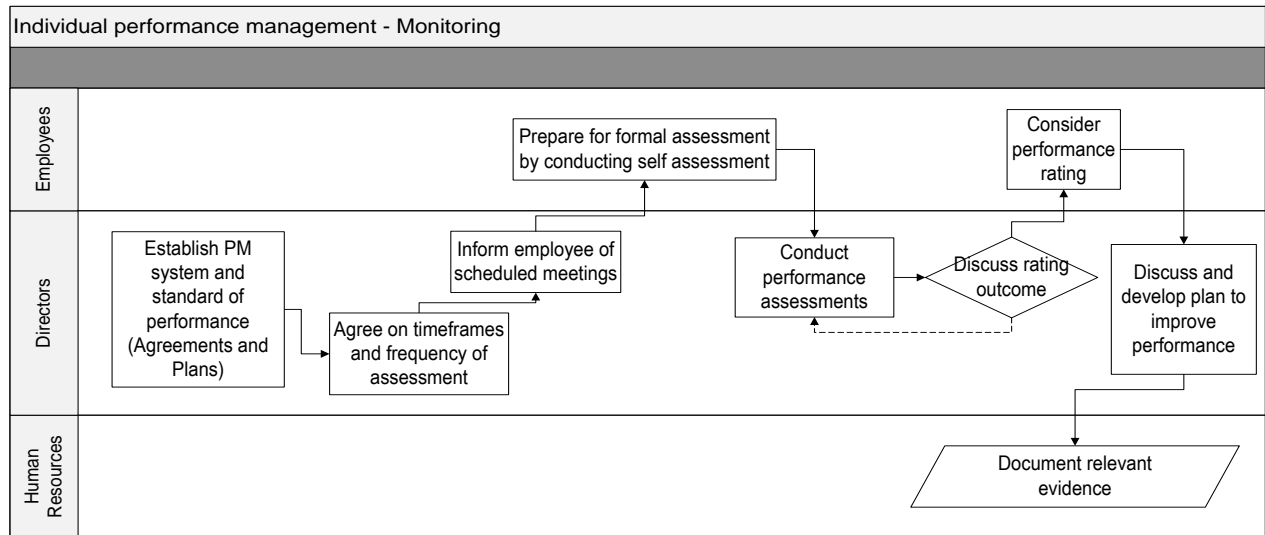 Individual performance management - Monitoring
Employees
Prepare for formal assessment
by conducting self assessment
Consider
performance
rating
Directors
Establish PM
system and
standard of
performance
(Agreements and
Plans)
Agree on timeframes
and frequency of
assessment
Inform employee of
scheduled meetings
Conduct
performance
assessments
Discuss rating
outcome
Discuss and
develop plan to
improve
performance
Human
Resources
Document relevant
evidence